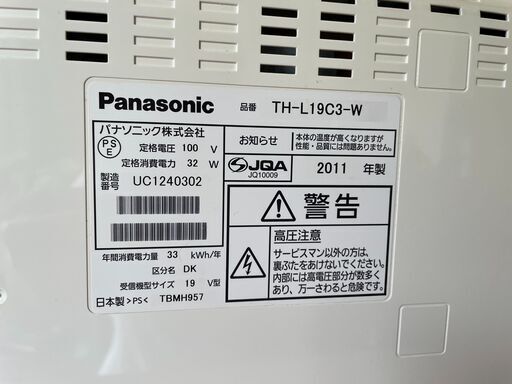 Panasonic
品番 TH-L19C3-W
パナソニック株式会社
PS E
定格電圧 100 V
定格消費電力 32 W
製造番号 UC1240302
お知らせ
本体の温度が高くなりますが
性能・品質には問題ありません。
JQA
JQ10009
2011 年製
警告
高圧注意
サービスマン以外の方は、
裏ぶたをあけないでください。
内部には高電圧部分が数多く
あり、万一さわると危険です。
年間消費電力量 33 kWh/年
区分名 DK
受信機型サイズ 19 V型
日本製 >PS< TBMH957